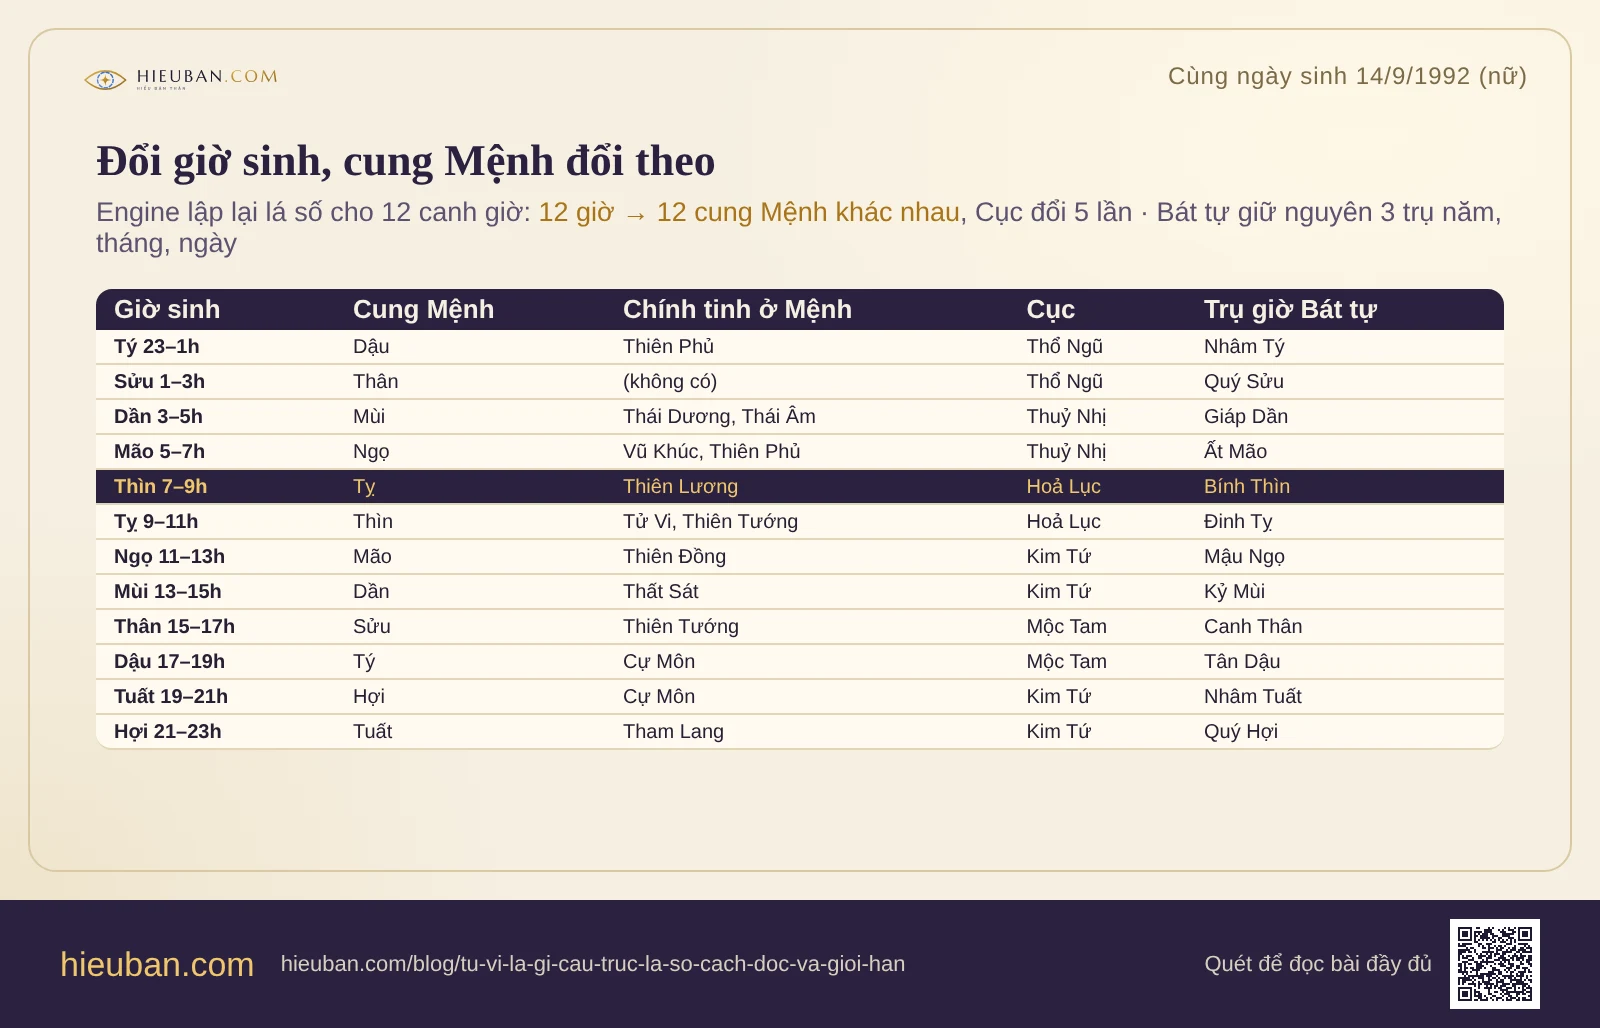 HIEUBAN.COM
HIỂU BẢN THÂN
Cùng ngày sinh 14/9/1992 (nữ)
Đổi giờ sinh, cung Mệnh đổi theo
Engine lập lại lá số cho 12 canh giờ: 12 giờ → 12 cung Mệnh khác nhau, Cục đổi 5 lần · Bát tự giữ nguyên 3 trụ năm,
tháng, ngày
Giờ sinh Cung Mệnh Chính tinh ở Mệnh Cục Trụ giờ Bát tự
Tý 23–1h Dậu Thiên Phủ Thổ Ngũ Nhâm Tý
Sửu 1–3h Thân (không có) Thổ Ngũ Quý Sửu
Dần 3–5h Mùi Thái Dương, Thái Âm Thuỷ Nhị Giáp Dần
Mão 5–7h Ngọ Vũ Khúc, Thiên Phủ Thuỷ Nhị Ất Mão
Thìn 7–9h Tỵ Thiên Lương Hoả Lục Bính Thìn
Tỵ 9–11h Thìn Tử Vi, Thiên Tướng Hoả Lục Đinh Tỵ
Ngọ 11–13h Mão Thiên Đồng Kim Tứ Mậu Ngọ
Mùi 13–15h Dần Thất Sát Kim Tứ Kỷ Mùi
Thân 15–17h Sửu Thiên Tướng Mộc Tam Canh Thân
Dậu 17–19h Tý Cự Môn Mộc Tam Tân Dậu
Tuất 19–21h Hợi Cự Môn Kim Tứ Nhâm Tuất
Hợi 21–23h Tuất Tham Lang Kim Tứ Quý Hợi
hieuban.com hieuban.com/blog/tu-vi-la-gi-cau-truc-la-so-cach-doc-va-gioi-han Quét để đọc bài đầy đủ